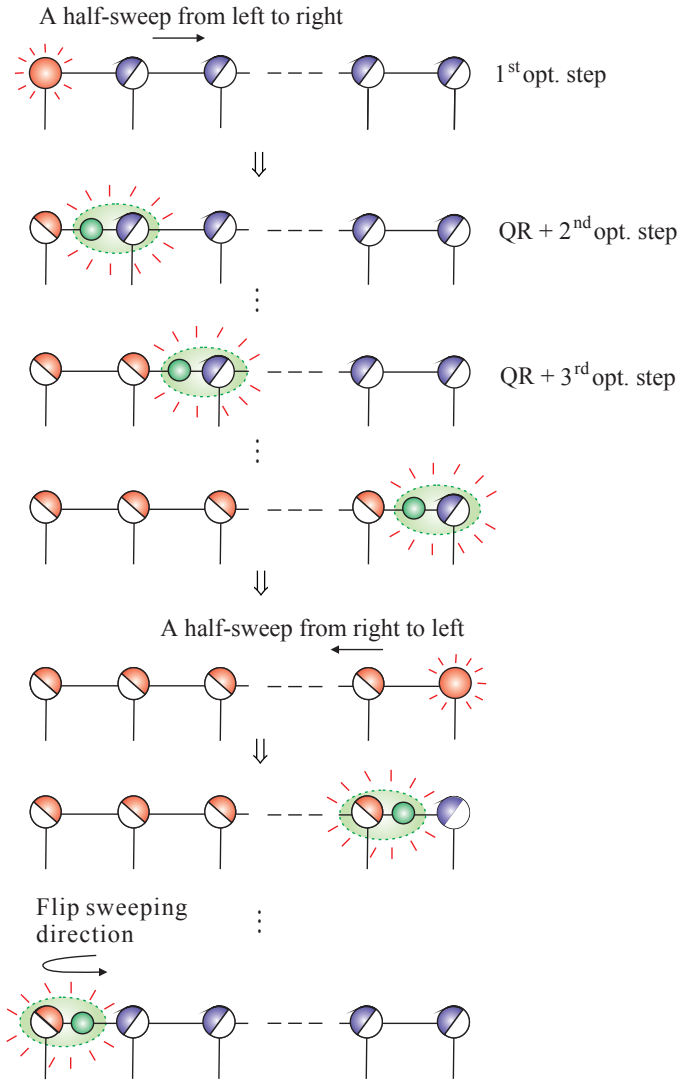 A half-sweep from left to right
1st opt. step
QR + 2nd opt. step
QR + 3rd opt. step
A half-sweep from right to left
Flip sweeping
direction